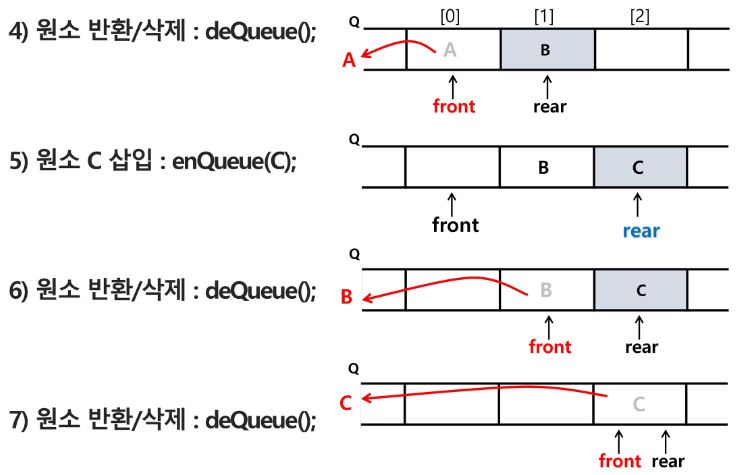 [0] [1] [2]
4) 원소 반환/삭제 : deQueue();
Q
A A B
front rear
5) 원소 C 삽입 : enQueue(C);
Q
B C
front rear
6) 원소 반환/삭제 : deQueue();
Q
B B C
front rear
7) 원소 반환/삭제 : deQueue();
Q
C C
front rear